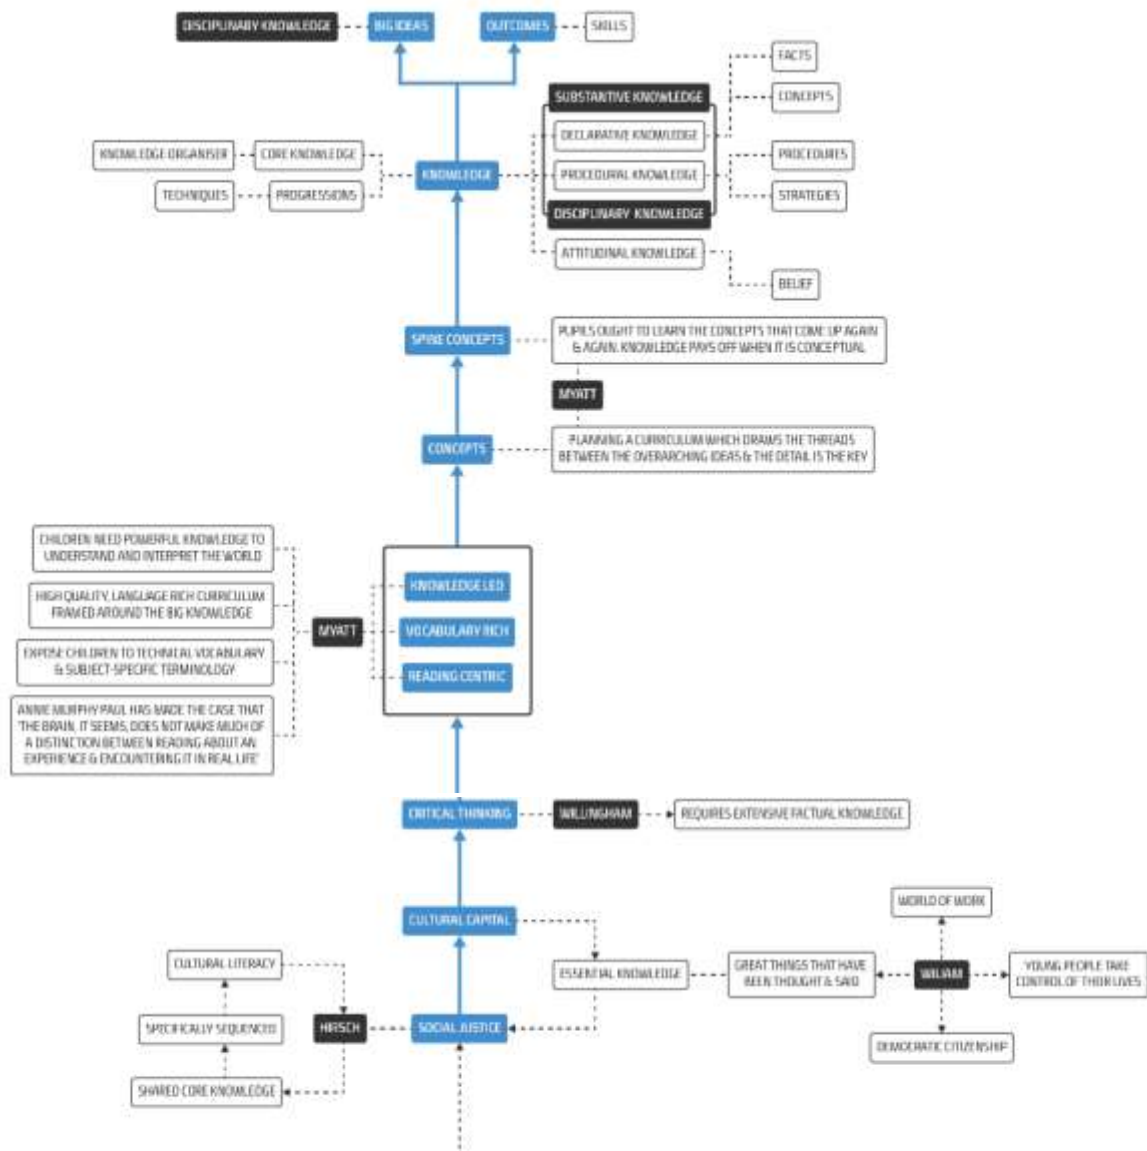 DISCIPLINARY KNOWLEDGE
BIG IDEAS
OUTCOMES
SKILLS
FACTS
CONCEPTS
SUBSTANTIVE KNOWLEDGE
DECLARATIVE KNOWLEDGE
PROCEDURAL KNOWLEDGE
DISCIPLINARY KNOWLEDGE
ATTITUDINAL KNOWLEDGE
PROCEDURES
STRATEGIES
BELIEF
KNOWLEDGE ORGANISER
CORE KNOWLEDGE
KNOWLEDGE
TECHNIQUES
PROGRESSIONS
SPINE CONCEPTS
PUPILS OUGHT TO LEARN THE CONCEPTS THAT COME UP AGAIN
& AGAIN. KNOWLEDGE PAYS OFF WHEN IT IS CONCEPTUAL
MYATT
CONCEPTS
PLANNING A CURRICULUM WHICH DRAWS THE THREADS
BETWEEN THE OVERARCHING IDEAS & THE DETAIL IS THE KEY
CHILDREN NEED POWERFUL KNOWLEDGE TO
UNDERSTAND AND INTERPRET THE WORLD
HIGH QUALITY, LANGUAGE RICH CURRICULUM
FRAMED AROUND THE BIG KNOWLEDGE
EXPOSE CHILDREN TO TECHNICAL VOCABULARY
& SUBJECT-SPECIFIC TERMINOLOGY
ANNIE MURPHY PAUL HAS MADE THE CASE THAT
THE BRAIN, IT SEEMS, DOES NOT MAKE MUCH OF
A DISTINCTION BETWEEN READING ABOUT AN
EXPERIENCE & ENCOUNTERING IT IN REAL LIFE'
MYATT
KNOWLEDGE LED
VOCABULARY RICH
READING CENTRIC
CRITICAL THINKING
WILLINGHAM
REQUIRES EXTENSIVE FACTUAL KNOWLEDGE
CULTURAL CAPITAL
WORLD OF WORK
CULTURAL LITERACY
ESSENTIAL KNOWLEDGE
GREAT THINGS THAT HAVE
BEEN THOUGHT & SAID
WILIAM
YOUNG PEOPLE TAKE
CONTROL OF THEIR LIVES
SPECIFICALLY SEQUENCED
HIRSCH
SOCIAL JUSTICE
DEMOCRATIC CITIZENSHIP
SHARED CORE KNOWLEDGE